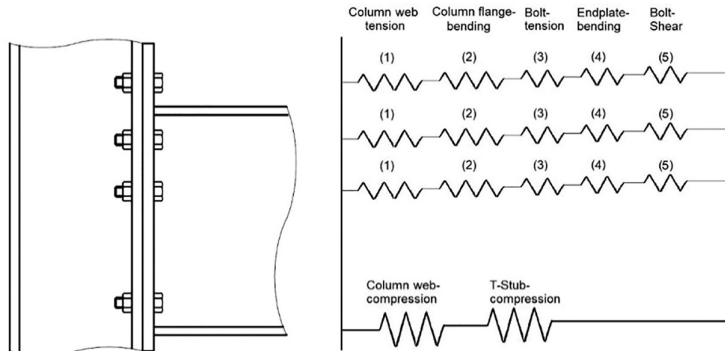 Column web tension
Column flange-bending
Bolt-tension
Endplate-bending
Bolt-Shear
(1) (2) (3) (4) (5)
(1) (2) (3) (4) (5)
(1) (2) (3) (4) (5)
Column web-compression
T-Stub-compression